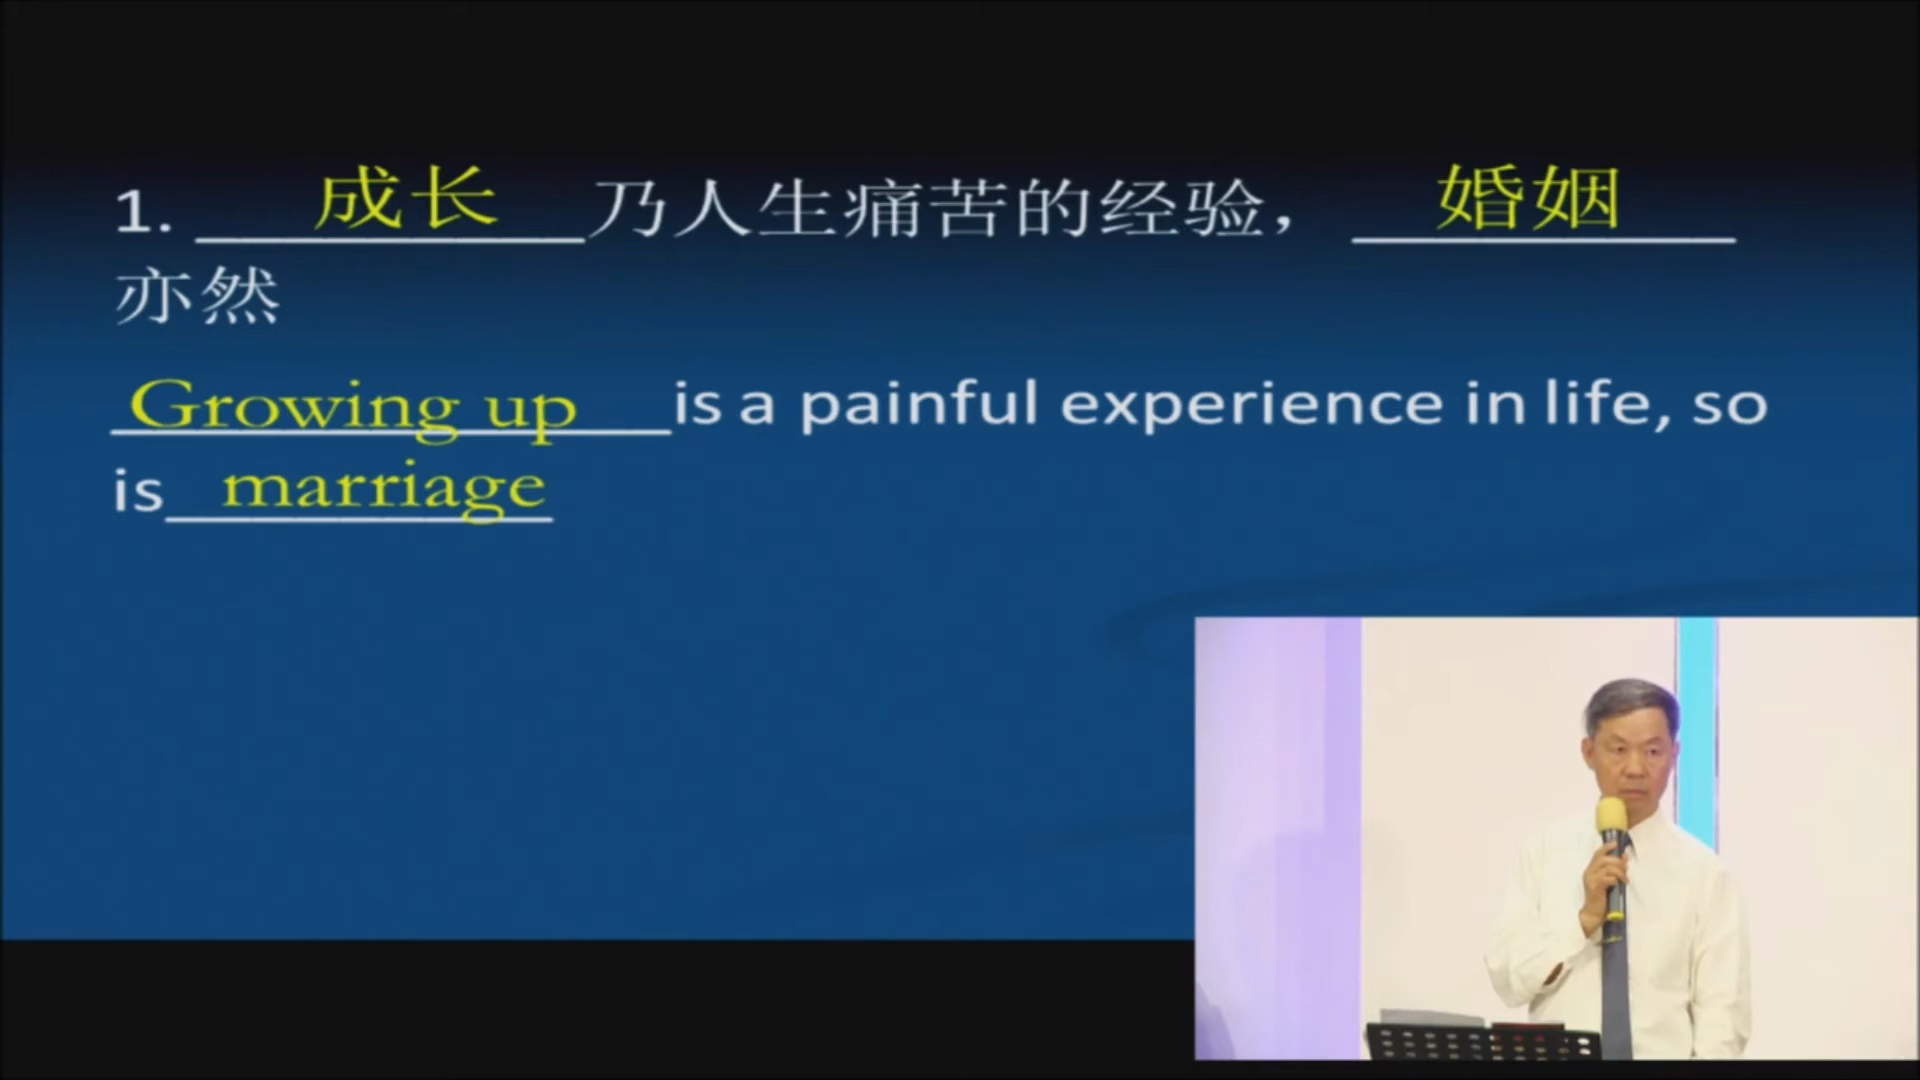 1. 成长乃人生痛苦的经验，婚姻
亦然
Growing up is a painful experience in life, so
is marriage